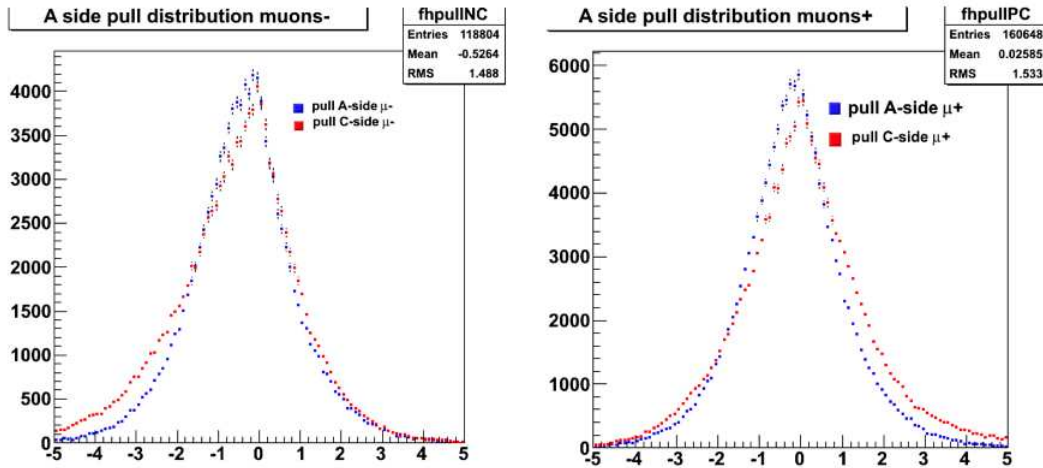 A side pull distribution muons-
fhpullNC
Entries 118804
Mean -0.5264
RMS 1.488
pull A-side μ-
pull C-side μ-
4000
3500
3000
2500
2000
1500
1000
500
0
-5 -4 -3 -2 -1 0 1 2 3 4 5
A side pull distribution muons+
fhpullPC
Entries 160648
Mean 0.02585
RMS 1.533
pull A-side μ+
pull C-side μ+
6000
5000
4000
3000
2000
1000
0
-5 -4 -3 -2 -1 0 1 2 3 4 5